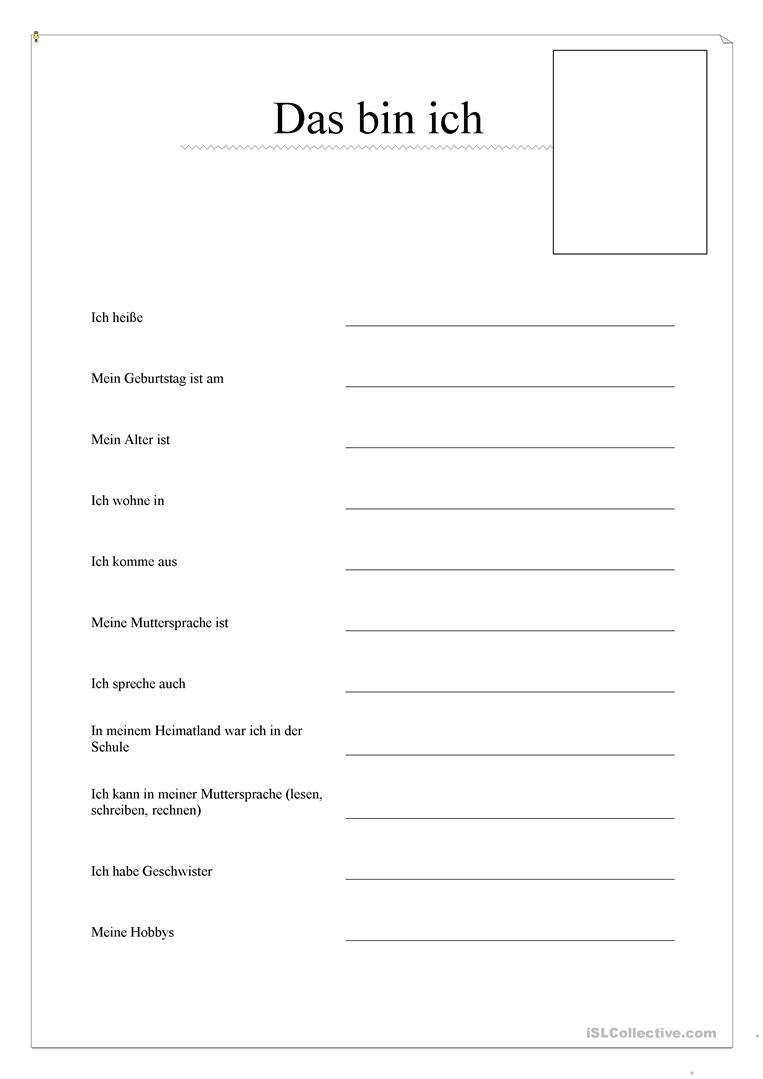 Das bin ich
Ich heiße
Mein Geburtstag ist am
Mein Alter ist
Ich wohne in
Ich komme aus
Meine Muttersprache ist
Ich spreche auch
In meinem Heimatland war ich in der
Schule
Ich kann in meiner Muttersprache (lesen,
schreiben, rechnen)
Ich habe Geschwister
Meine Hobbys
iSLCollective.com